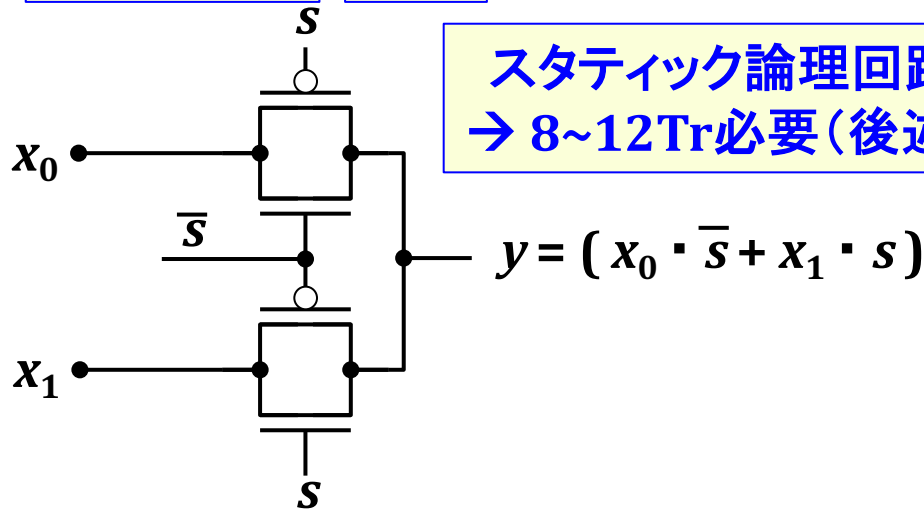 s
スタティック論理回路
→ 8~12Tr必要(後述
x₀
s̅
y = ( x₀ ・ s̅ + x₁ ・ s )
x₁
s